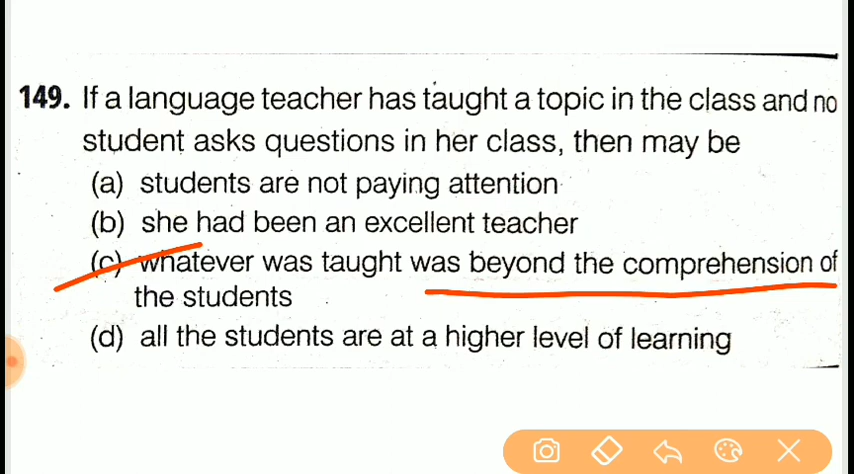 149. If a language teacher has taught a topic in the class and no
student asks questions in her class, then may be
(a) students are not paying attention
(b) she had been an excellent teacher
(c) whatever was taught was beyond the comprehension of
the students
(d) all the students are at a higher level of learning